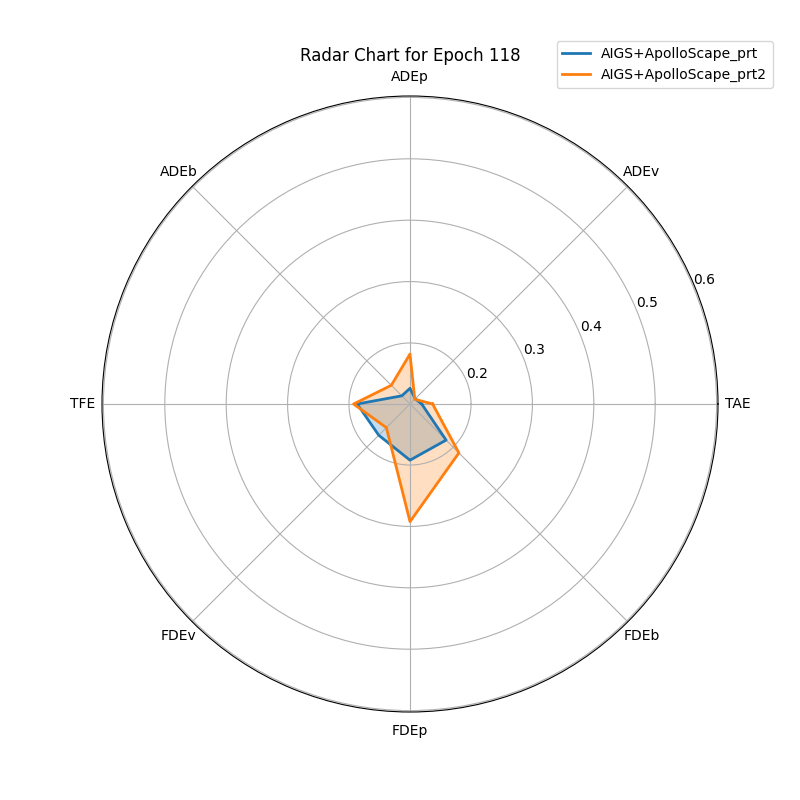 Radar Chart for Epoch 118
AIGS+ApolloScape_prt
AIGS+ApolloScape_prt2
ADEp
ADEb
ADEv
0.6
0.5
0.4
0.3
0.2
TFE
TAE
FDEv
FDEb
FDEp